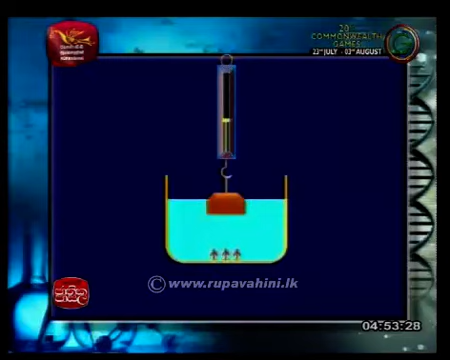 20
COMMONWEALTH
GAMES
23RD JULY - 03RD AUGUST
© www.rupavahini.lk
04:53.28